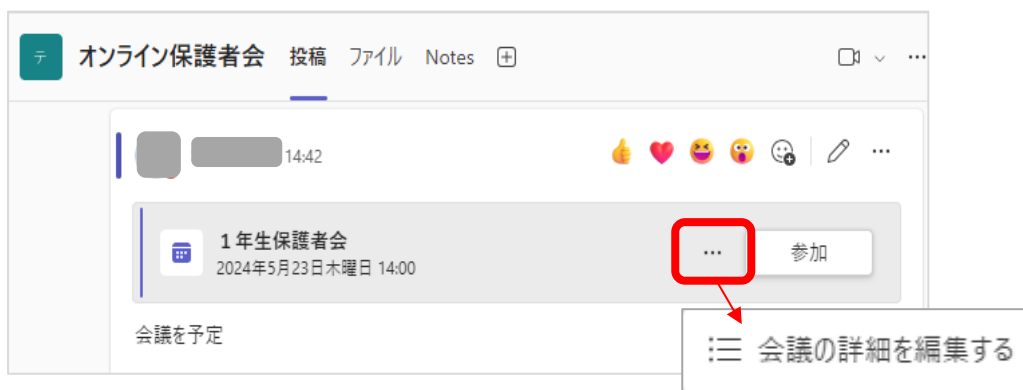 テ オンライン保護者会 投稿 ファイル Notes
14:42
1年生保護者会
2024年5月23日木曜日 14:00
... 参加
会議を予定
会議の詳細を編集する